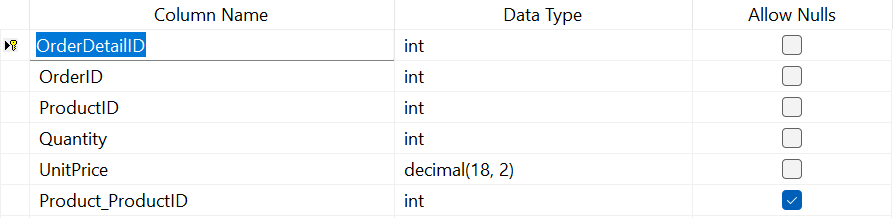 Column Name Data Type Allow Nulls
OrderDetailID int
OrderID int
ProductID int
Quantity int
UnitPrice decimal(18, 2)
Product_ProductID int